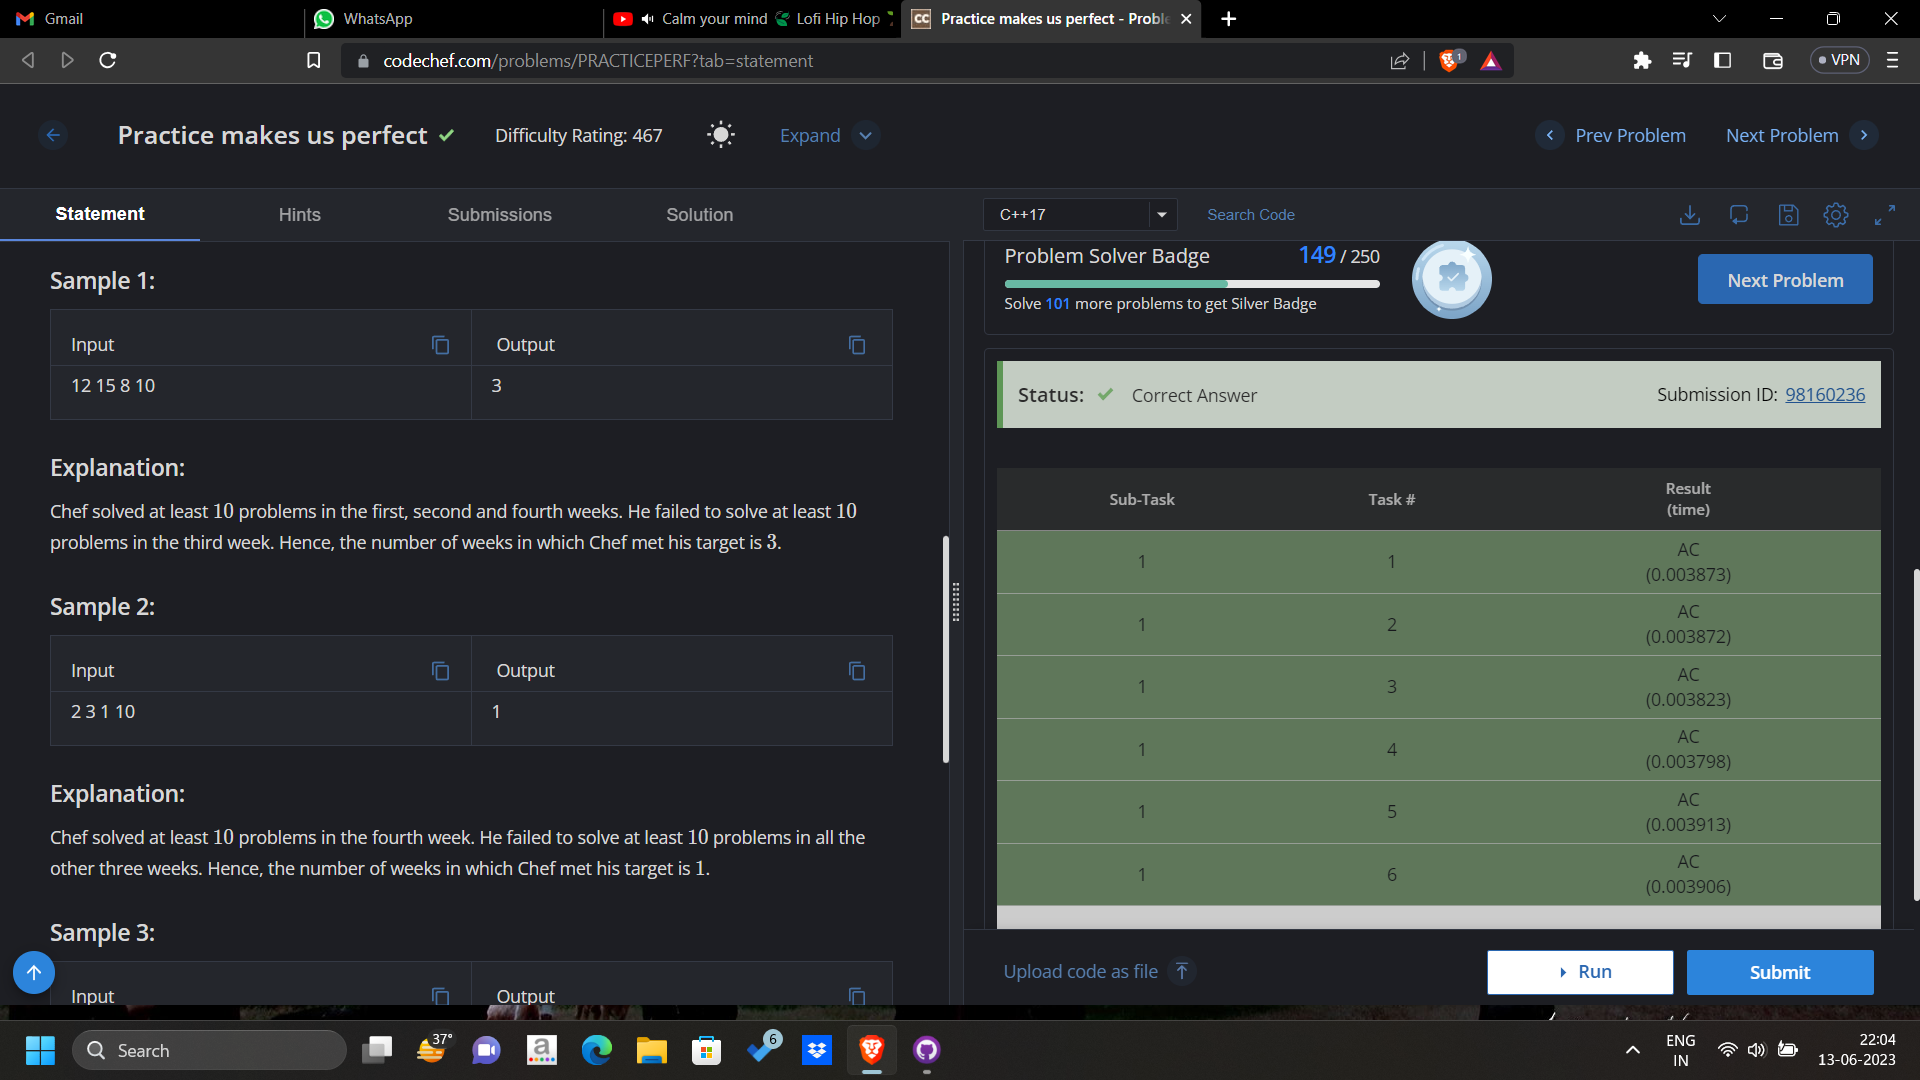 Gmail
WhatsApp
Calm your mind 🍃 Lofi Hip Hop
Practice makes us perfect - Proble
codechef.com/problems/PRACTICEPERF?tab=statement
1
VPN
Practice makes us perfect
Difficulty Rating: 467
Expand
Prev Problem
Next Problem
Statement
Hints
Submissions
Solution
C++17
Search Code
Sample 1:
Input
Output
12 15 8 10
3
Explanation:
Chef solved at least 10 problems in the first, second and fourth weeks. He failed to solve at least 10
problems in the third week. Hence, the number of weeks in which Chef met his target is 3.
Sample 2:
Input
Output
2 3 1 10
1
Explanation:
Chef solved at least 10 problems in the fourth week. He failed to solve at least 10 problems in all the
other three weeks. Hence, the number of weeks in which Chef met his target is 1.
Sample 3:
Input
Output
Problem Solver Badge
149 / 250
Solve 101 more problems to get Silver Badge
Next Problem
Status:
Correct Answer
Submission ID: 98160236
Sub-Task
Task #
Result
(time)
1
1
AC
(0.003873)
1
2
AC
(0.003872)
1
3
AC
(0.003823)
1
4
AC
(0.003798)
1
5
AC
(0.003913)
1
6
AC
(0.003906)
Upload code as file
Run
Submit
Search
37°
a
6
ENG
IN
22:04
13-06-2023